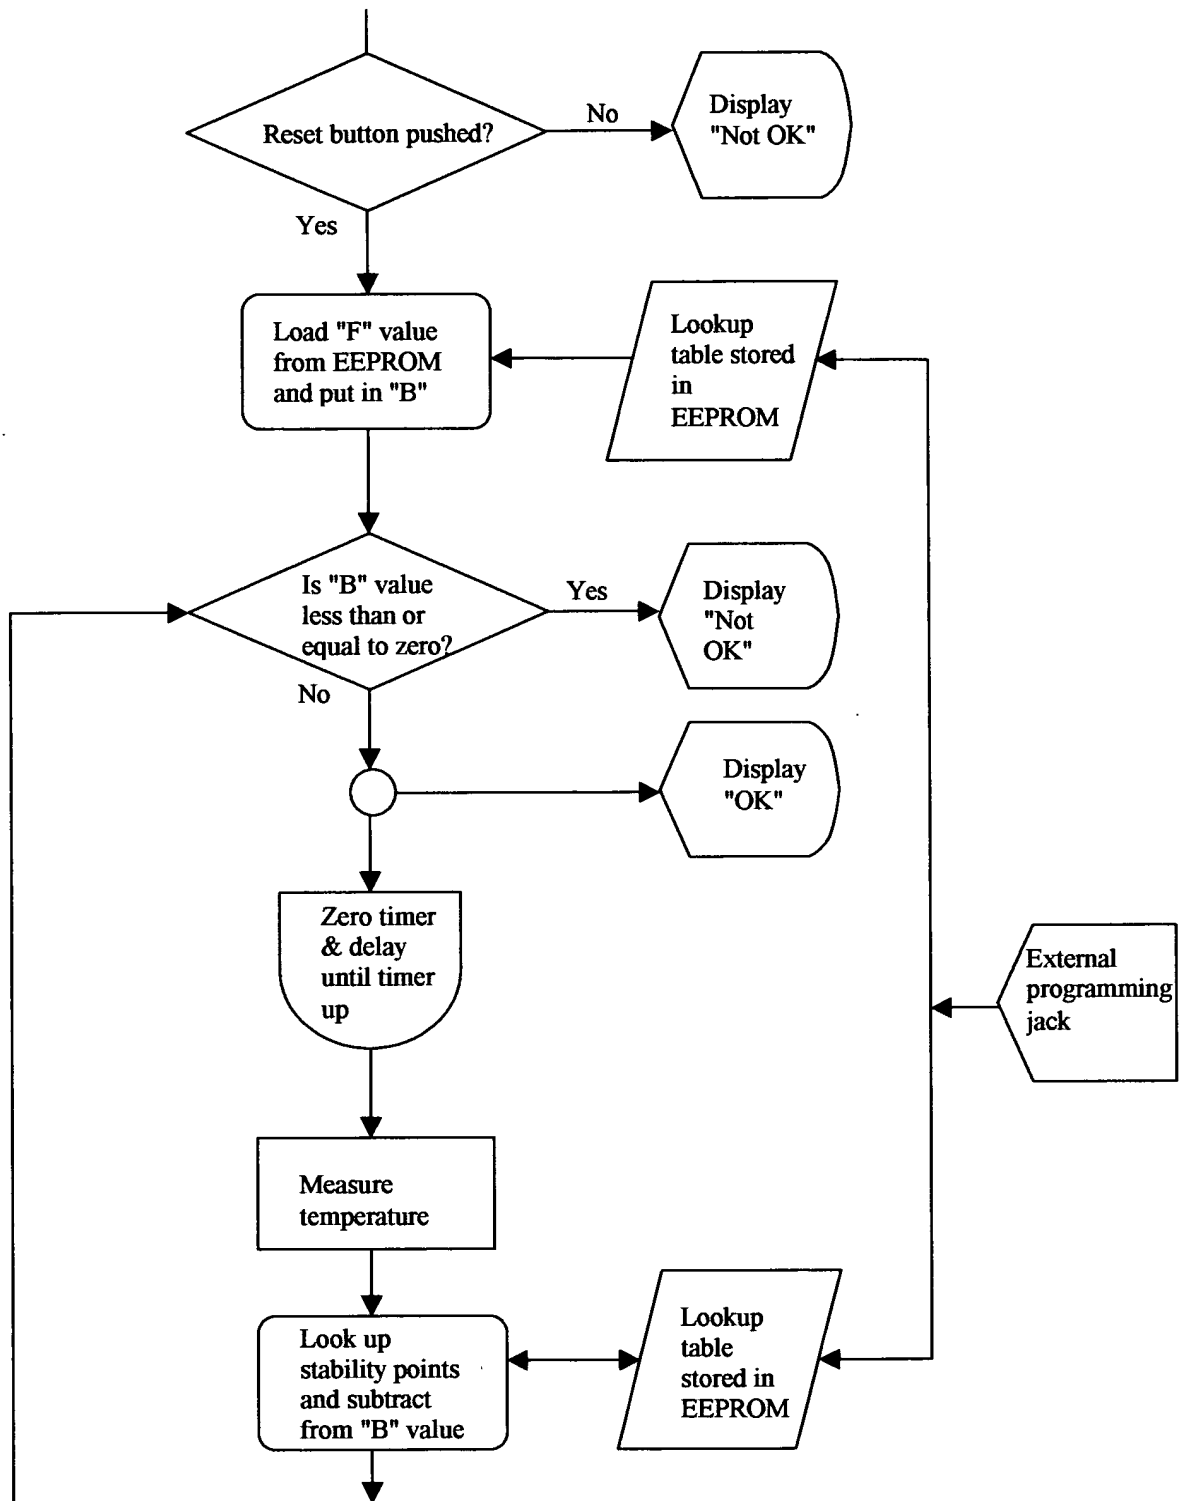 Reset button pushed?
No
Display
"Not OK"
Yes
Load "F" value
from EEPROM
and put in "B"
Lookup
table stored
in
EEPROM
Is "B" value
less than or
equal to zero?
Yes
Display
"Not
OK"
No
Display
"OK"
Zero timer
& delay
until timer
up
External
programming
jack
Measure
temperature
Look up
stability points
and subtract
from "B" value
Lookup
table
stored in
EEPROM